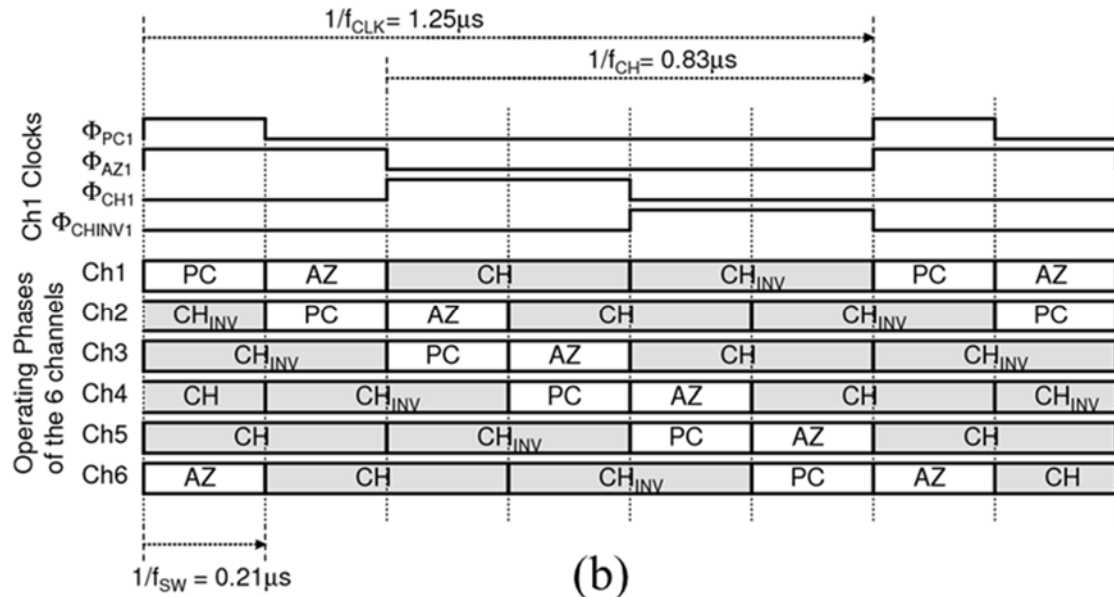 1/fCLK= 1.25µs
1/fCH= 0.83µs
Ch1 Clocks
ΦPC1
ΦAZ1
ΦCH1
ΦCHINV1
Operating Phases
of the 6 channels
Ch1 PC AZ CH CHINV PC AZ
Ch2 CHINV PC AZ CH CHINV PC
Ch3 CHINV PC AZ CH CHINV
Ch4 CH CHINV PC AZ CH CHINV
Ch5 CH CHINV PC AZ CH
Ch6 AZ CH CHINV PC AZ CH
1/fSW = 0.21µs
(b)